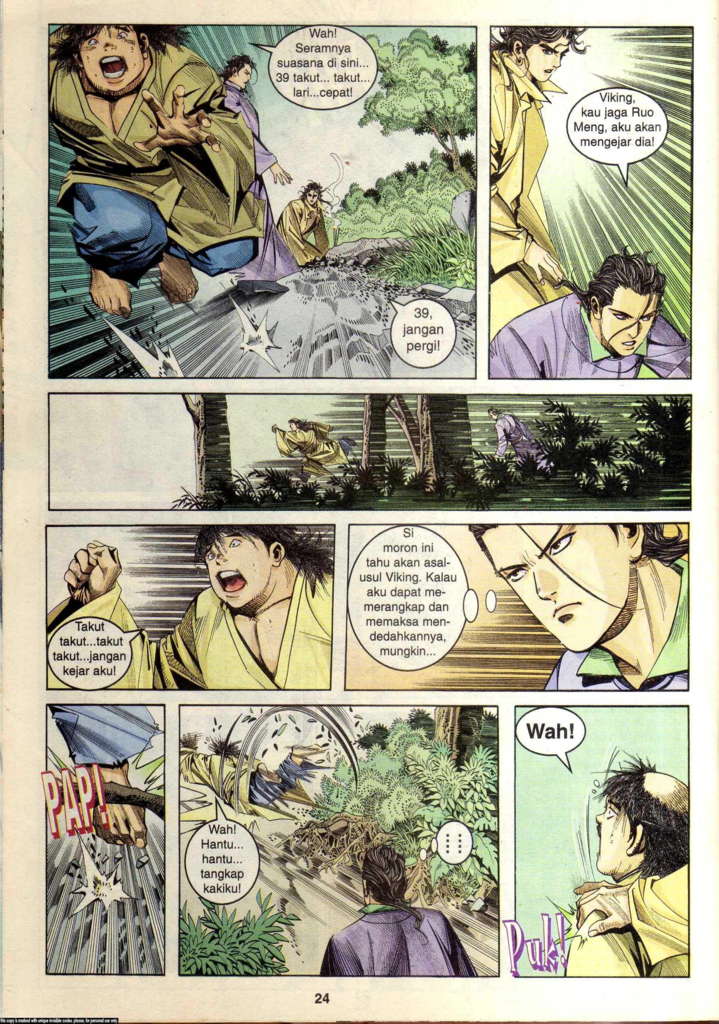 Wah!
Seramnya
suasana di sini...
39 takut... takut...
lari...cepat!
39,
jangan
pergi!
Viking,
kau jaga Ruo
Meng, aku akan
mengejar dia!
Takut
takut...takut
takut...jangan
kejar aku!
Si
moron ini
tahu akan asal-
usul Viking. Kalau
aku dapat me-
merangkap dan
memaksa men-
dedahkannya,
mungkin...
PAP!
Wah!
Hantu...
hantu...
tangkap
kakiku!
Wah!
Puk!
24